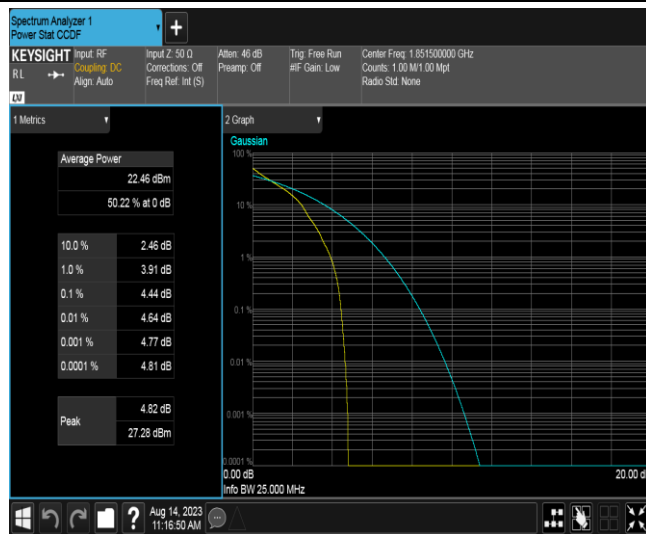 Spectrum Analyzer 1
Power Stat CCDF
+
KEYSIGHT
RL
Input: RF
Coupling: DC
Align: Auto
Input Z: 50 Ω
Corrections: Off
Freq Ref: Int (S)
Atten: 46 dB
Preamp: Off
Trig: Free Run
#IF Gain: Low
Center Freq: 1.851500000 GHz
Counts: 1.00 M/1.00 Mpt
Radio Std: None
LXI
1 Metrics
Average Power
22.46 dBm
50.22 % at 0 dB
10.0 % 2.46 dB
1.0 % 3.91 dB
0.1 % 4.44 dB
0.01 % 4.64 dB
0.001 % 4.77 dB
0.0001 % 4.81 dB
Peak
4.82 dB
27.28 dBm
2 Graph
Gaussian
100 %
10 %
1 %
0.1 %
0.01 %
0.001 %
0.0001 %
0.00 dB
20.00 d
Info BW 25.000 MHz
?
Aug 14, 2023
11:16:50 AM